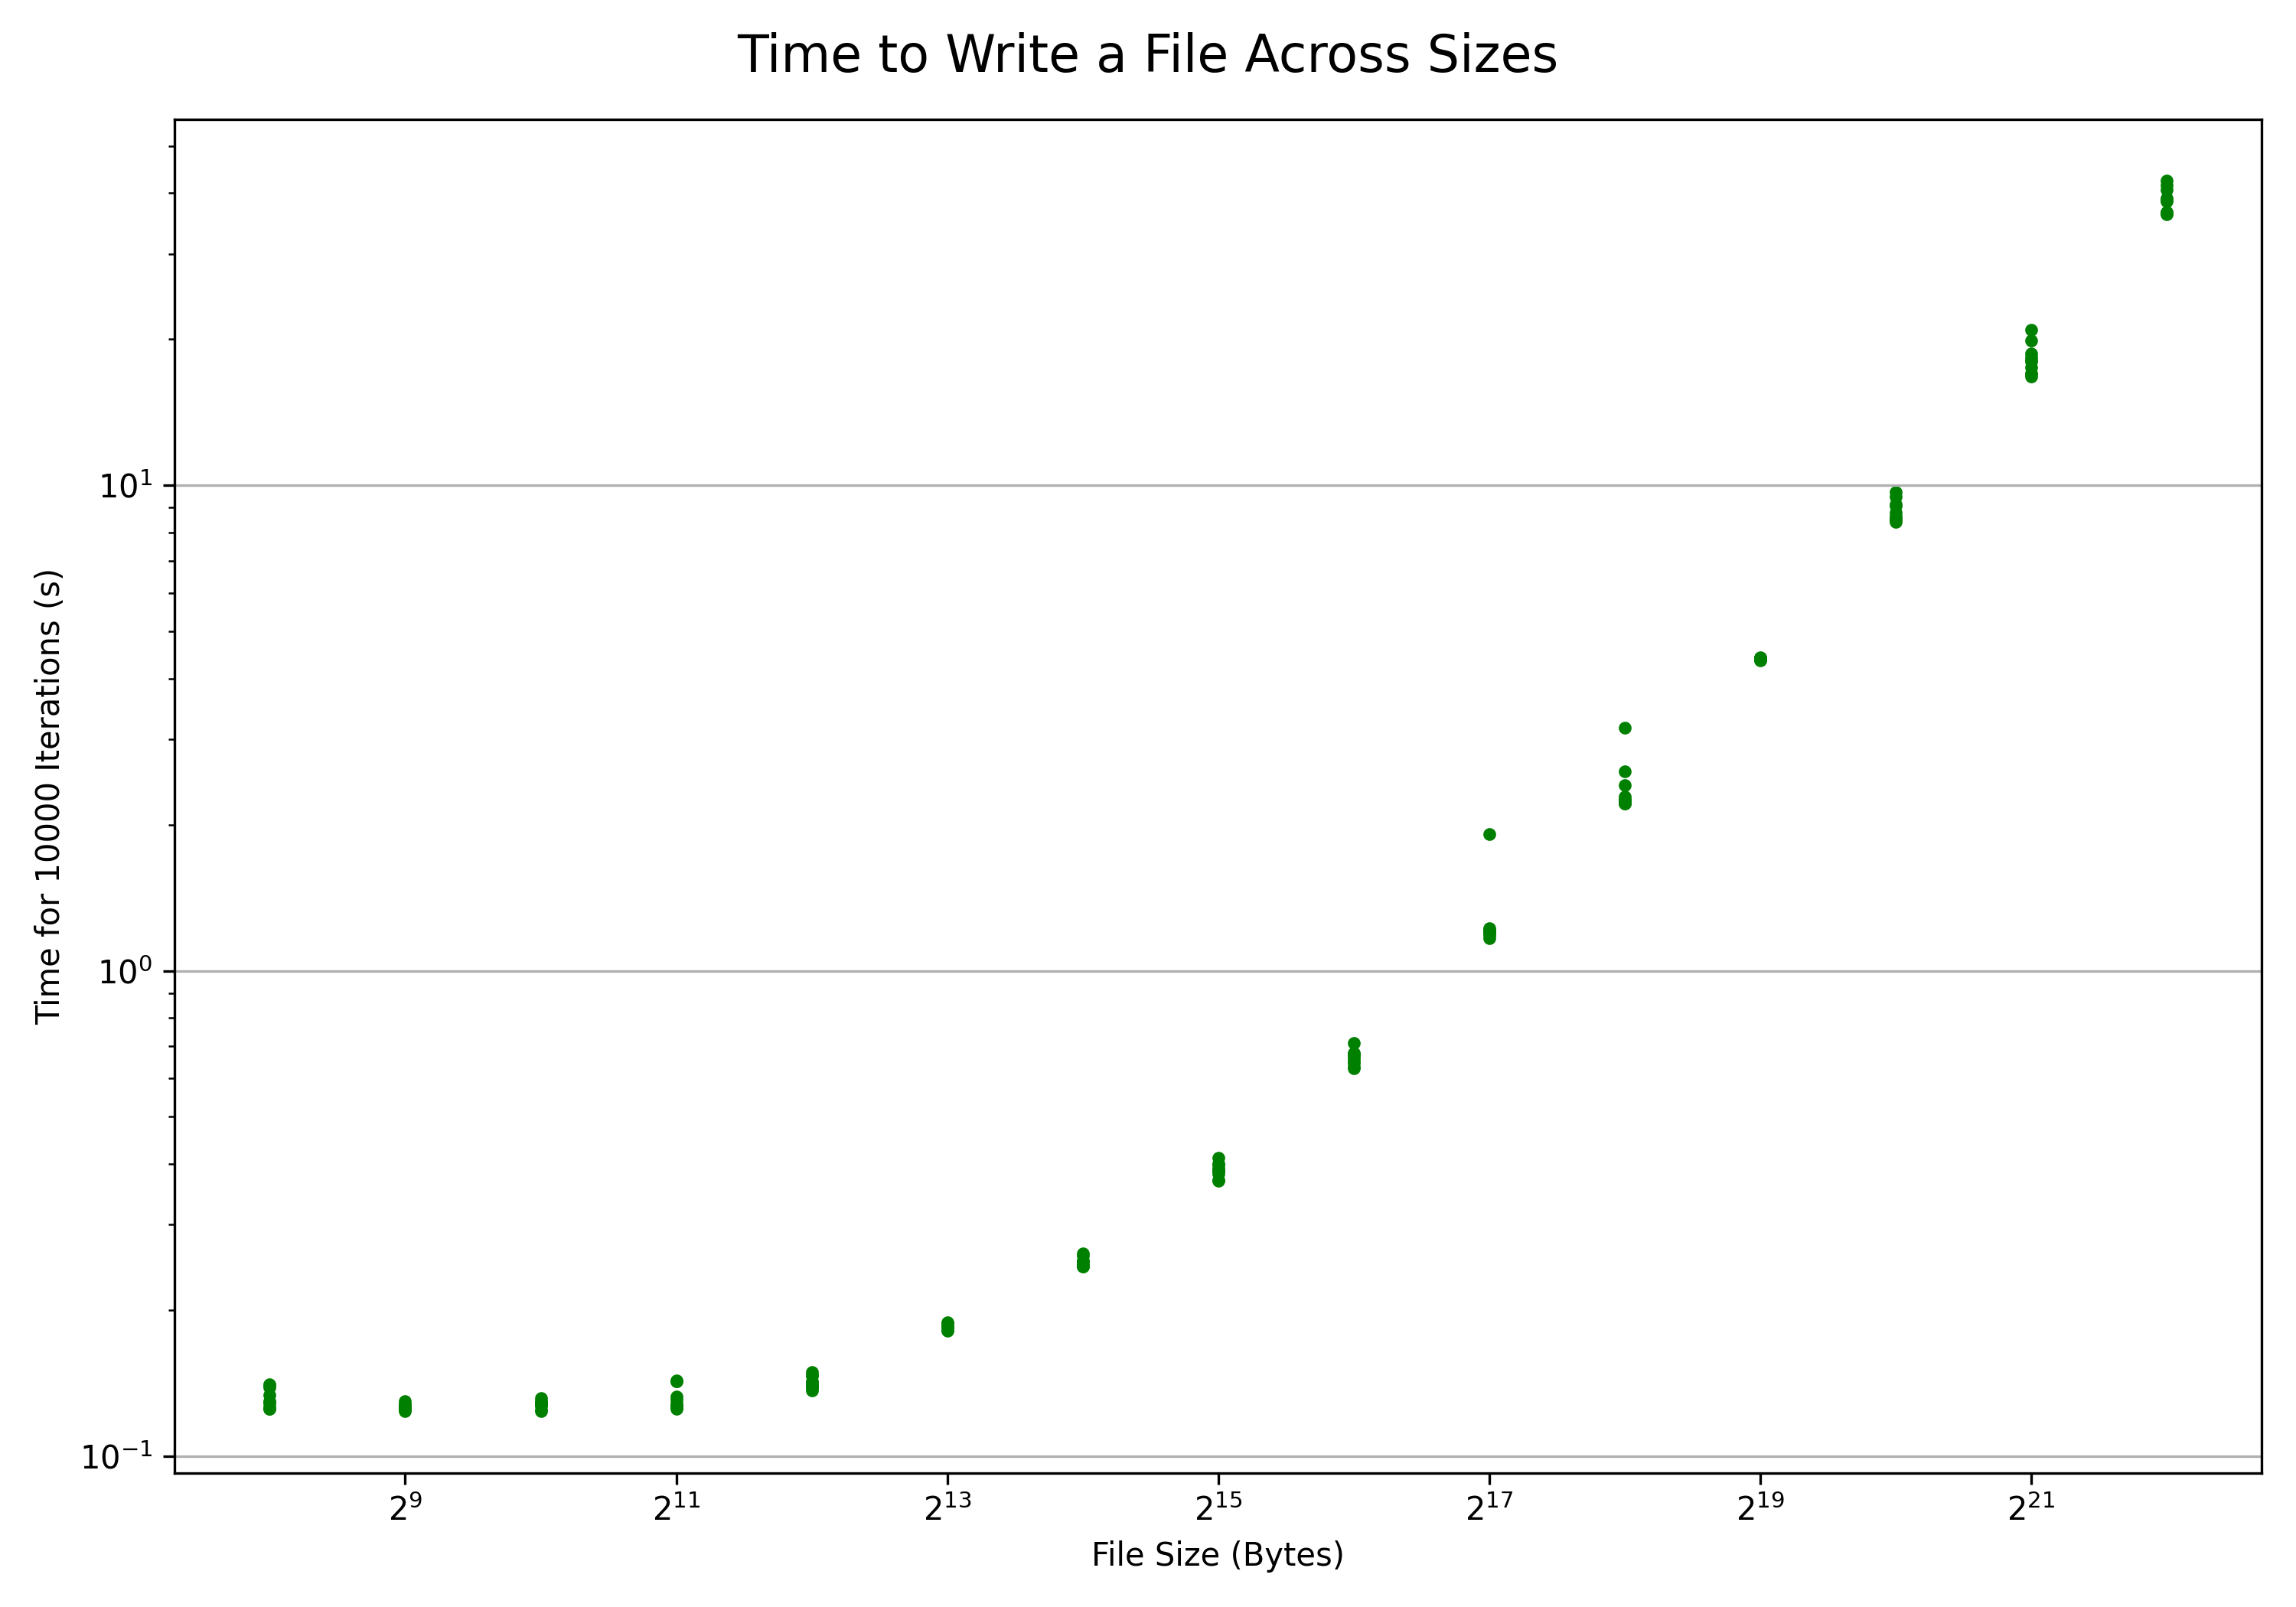 Time to Write a File Across Sizes
Time for 10000 Iterations (s)
10¹
10⁰
10⁻¹
2⁹ 2¹¹ 2¹³ 2¹⁵ 2¹⁷ 2¹⁹ 2²¹
File Size (Bytes)